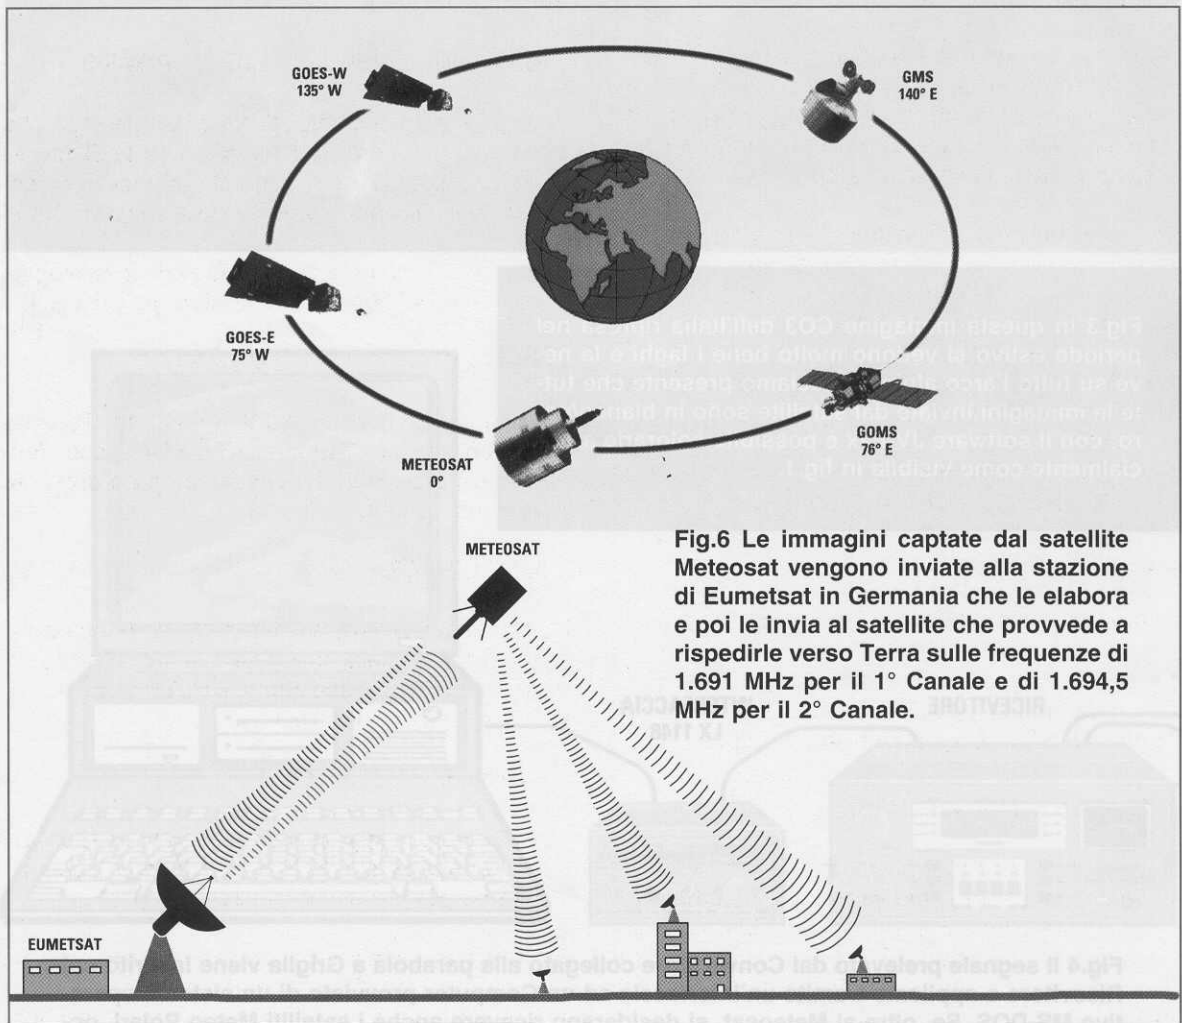 GOES-W
135° W
GMS
140° E
GOES-E
75° W
GOMS
76° E
METEOSAT
0°
METEOSAT
Fig.6 Le immagini captate dal satellite
Meteosat vengono inviate alla stazione
di Eumetsat in Germania che le elabora
e poi le invia al satellite che provvede a
rispedirle verso Terra sulle frequenze di
1.691 MHz per il 1° Canale e di 1.694,5
MHz per il 2° Canale.
EUMETSAT